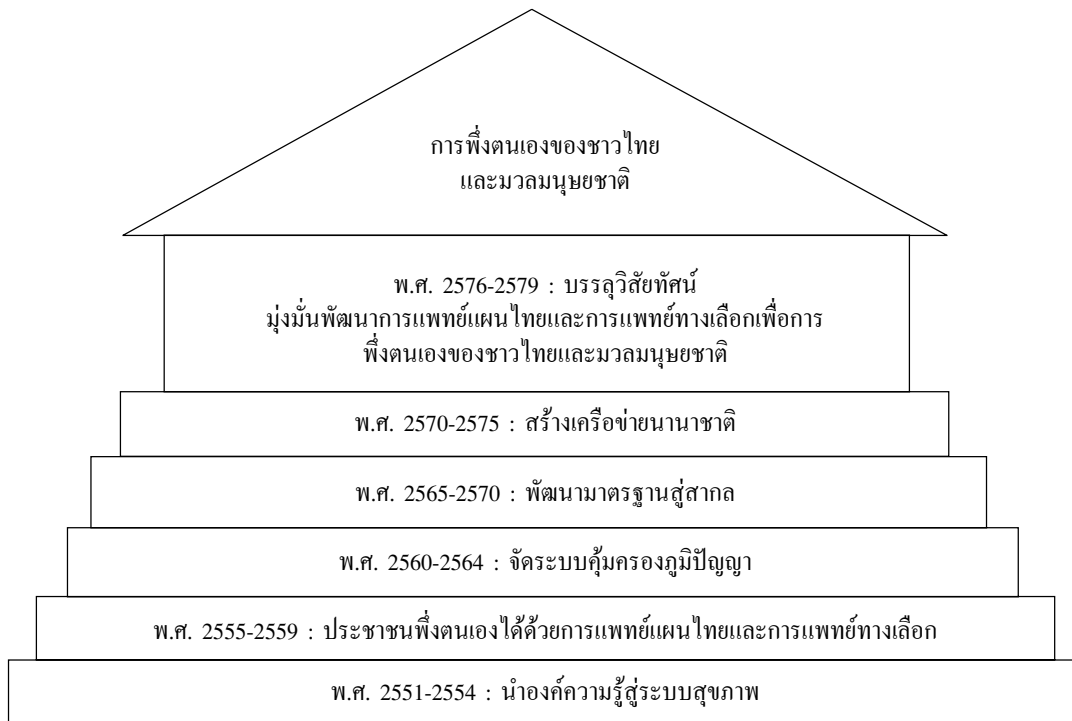 การพึ่งตนเองของชาวไทย
และมวลมนุษยชาติ
พ.ศ. 2576-2579 : บรรลุวิสัยทัศน์
มุ่งมั่นพัฒนาการแพทย์แผนไทยและการแพทย์ทางเลือกเพื่อการ
พึ่งตนเองของชาวไทยและมวลมนุษยชาติ
พ.ศ. 2570-2575 : สร้างเครือข่ายนานาชาติ
พ.ศ. 2565-2570 : พัฒนามาตรฐานสู่สากล
พ.ศ. 2560-2564 : จัดระบบคุ้มครองภูมิปัญญา
พ.ศ. 2555-2559 : ประชาชนพึ่งตนเองได้ด้วยการแพทย์แผนไทยและการแพทย์ทางเลือก
พ.ศ. 2551-2554 : นำองค์ความรู้สู่ระบบสุขภาพ